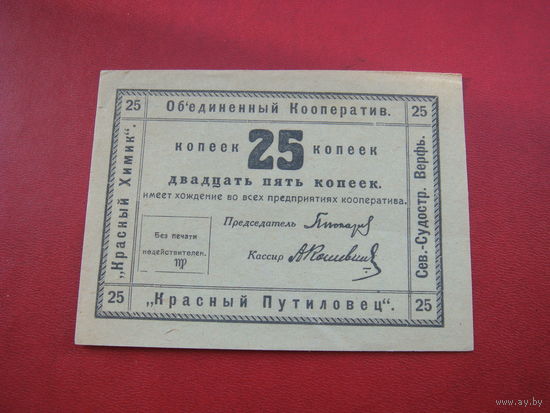 25 Об'единенный Кооператив. 25
копеек 25 копеек
двадцать пять копеек.
имеет хождение во всех предприятиях кооператива.
Председатель
Без печати
недействителен.
Кассир
„Красный Химик".
Сев.-Судостр. Верфь.
25 „Красный Путиловец". 25
www.ay.by